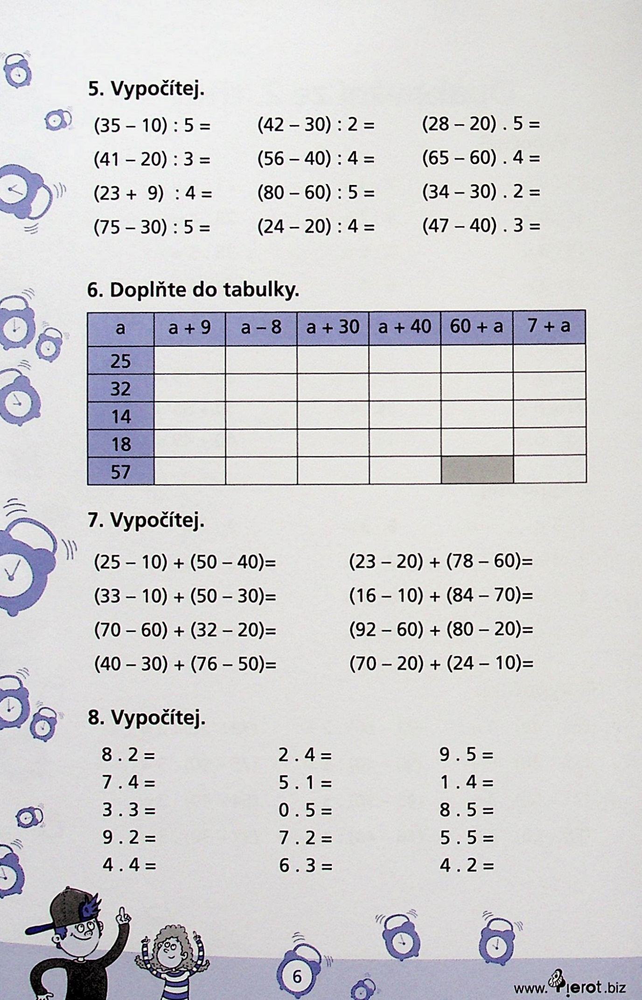 5. Vypočítej.
(35 – 10) : 5 = (42 – 30) : 2 = (28 – 20) . 5 =
(41 – 20) : 3 = (56 – 40) : 4 = (65 – 60) . 4 =
(23 + 9) : 4 = (80 – 60) : 5 = (34 – 30) . 2 =
(75 – 30) : 5 = (24 – 20) : 4 = (47 – 40) . 3 =
6. Doplňte do tabulky.
a a + 9 a – 8 a + 30 a + 40 60 + a 7 + a
25
32
14
18
57
7. Vypočítej.
(25 – 10) + (50 – 40)= (23 – 20) + (78 – 60)=
(33 – 10) + (50 – 30)= (16 – 10) + (84 – 70)=
(70 – 60) + (32 – 20)= (92 – 60) + (80 – 20)=
(40 – 30) + (76 – 50)= (70 – 20) + (24 – 10)=
8. Vypočítej.
8 . 2 = 2 . 4 = 9 . 5 =
7 . 4 = 5 . 1 = 1 . 4 =
3 . 3 = 0 . 5 = 8 . 5 =
9 . 2 = 7 . 2 = 5 . 5 =
4 . 4 = 6 . 3 = 4 . 2 =
6
www.Pierot.biz